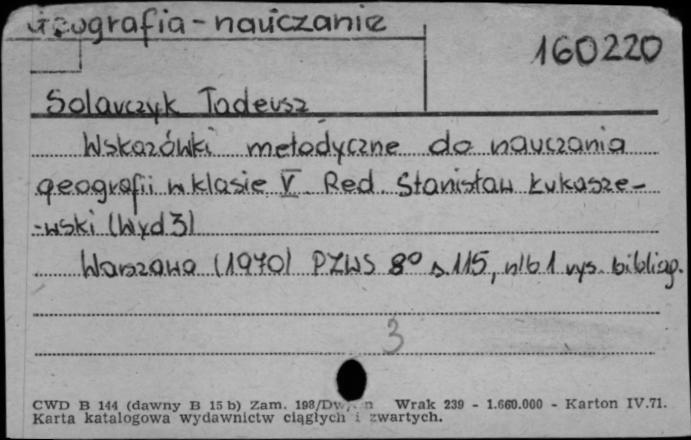 Geografia - nauczanie
160220
Solarczyk Tadeusz
Wskazówki metodyczne do nauczania
geografii w klasie V Red. Stanisław Łukasze-
-wski (Wyd 3)
Warszawa (1970) PZWS 8° s. 115, nlb 1 rys. bibliogr.
3
CWD B 144 (dawny B 15 b) Zam. 198/ Wrak 239 - 1.660.000 - Karton IV.71.
Karta katalogowa wydawnictw ciągłych i zwartych.